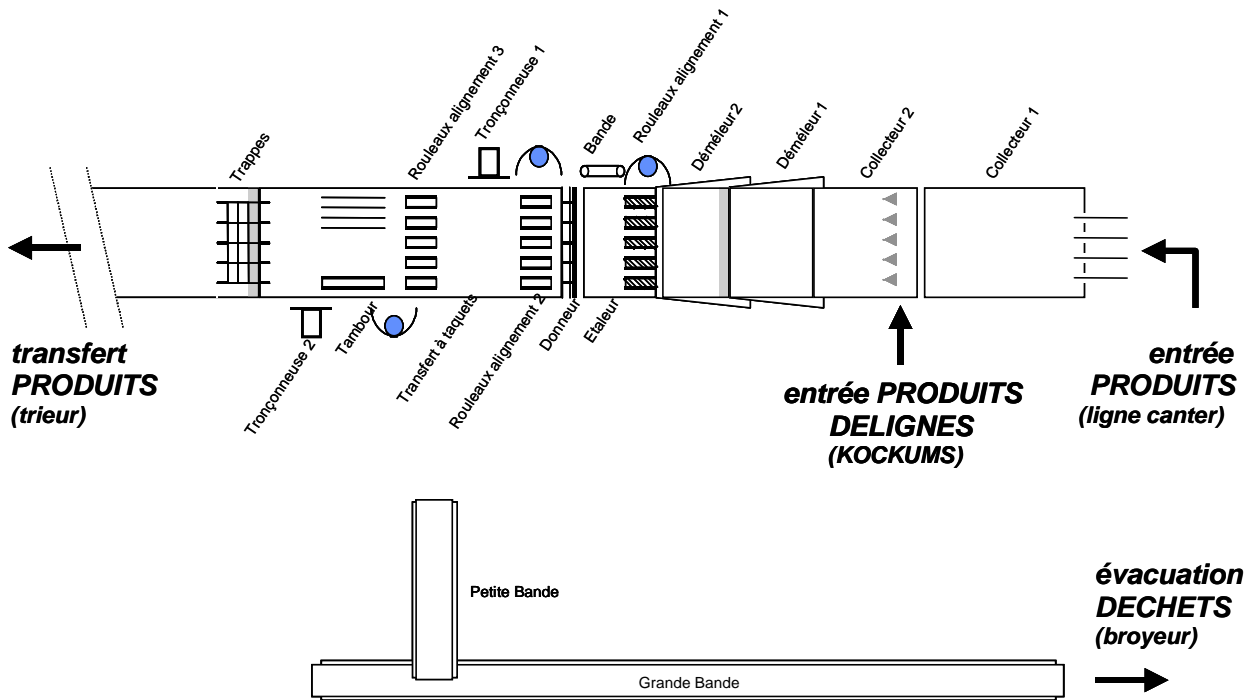 Trappes
Rouleaux alignement 3
Tronçonneuse 1
Bande
Rouleaux alignement 1
Déméleur 2
Déméleur 1
Collecteur 2
Collecteur 1
Tronçonneuse 2
Tambour
Transfert à taquets
Rouleaux alignement 2
Donneur
Etaleur
transfert
PRODUITS
(trieur)
entrée PRODUITS
DELIGNES
(KOCKUMS)
entrée
PRODUITS
(ligne canter)
Petite Bande
évacuation
DECHETS
(broyeur)
Grande Bande